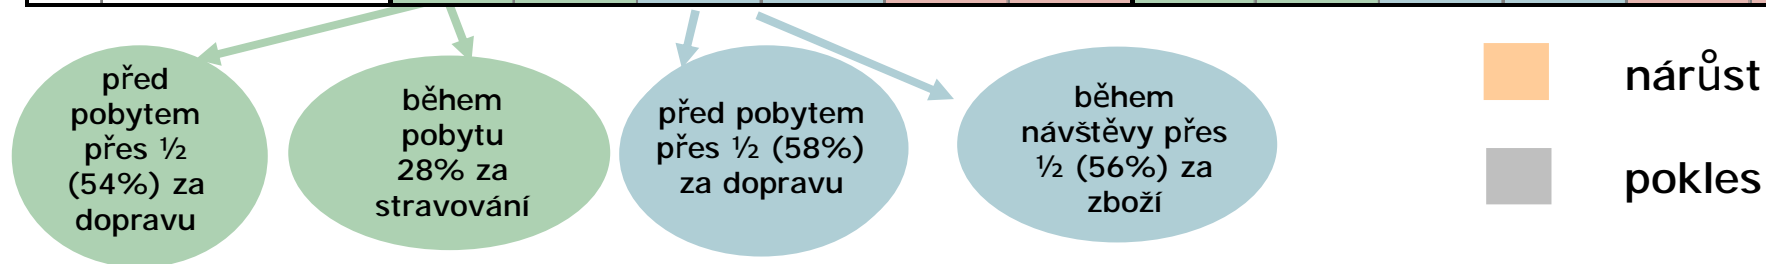 před
pobytem
přes ½
(54%) za
dopravu
během
pobytu
28% za
stravování
před pobytem
přes ½ (58%)
za dopravu
během
návštěvy přes
½ (56%) za
zboží
nárůst
pokles